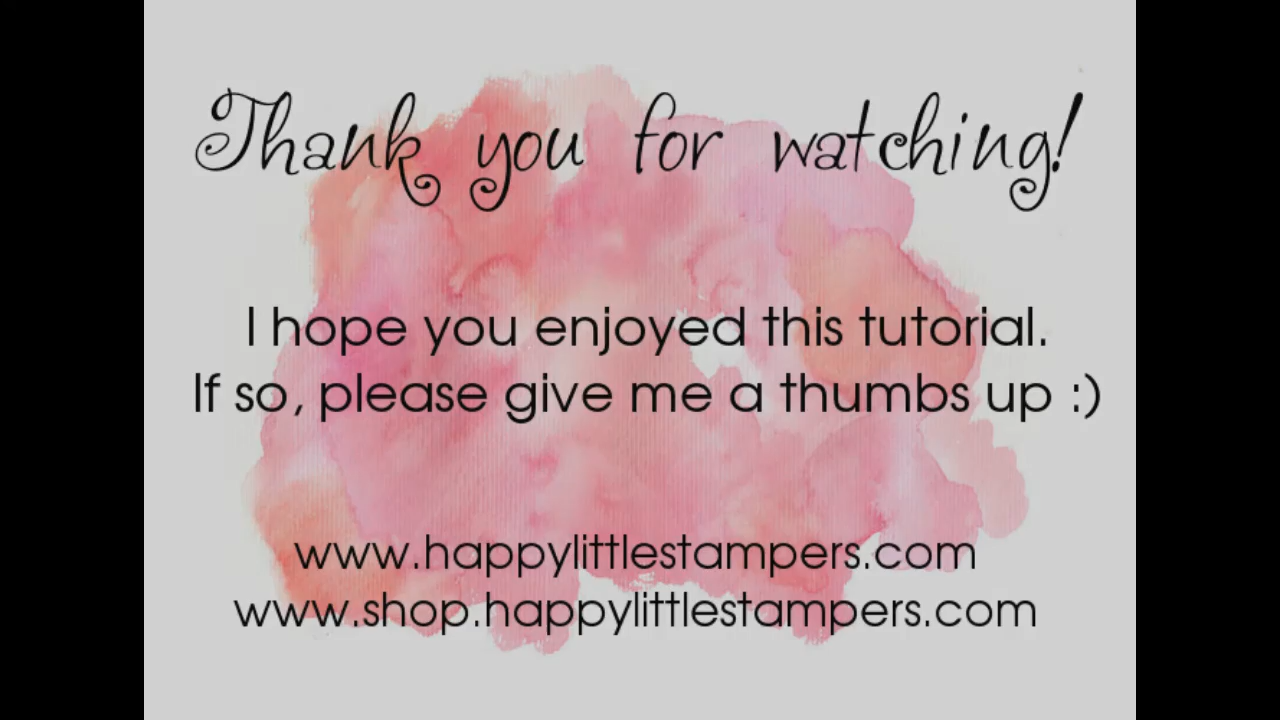 Thank you for watching!
I hope you enjoyed this tutorial.
If so, please give me a thumbs up :)
www.happylittlestampers.com
www.shop.happylittlestampers.com